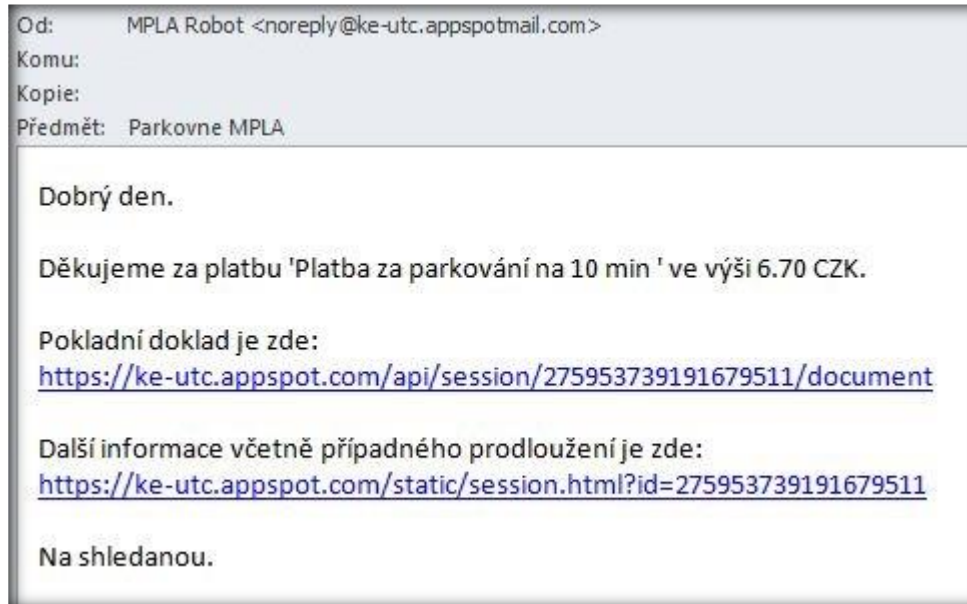 Od: MPLA Robot <noreply@ke-utc.appspotmail.com>
Komu:
Kopie:
Předmět: Parkovne MPLA
Dobrý den.
Děkujeme za platbu 'Platba za parkování na 10 min ' ve výši 6.70 CZK.
Pokladní doklad je zde:
https://ke-utc.appspot.com/api/session/275953739191679511/document
Další informace včetně případného prodloužení je zde:
https://ke-utc.appspot.com/static/session.html?id=275953739191679511
Na shledanou.